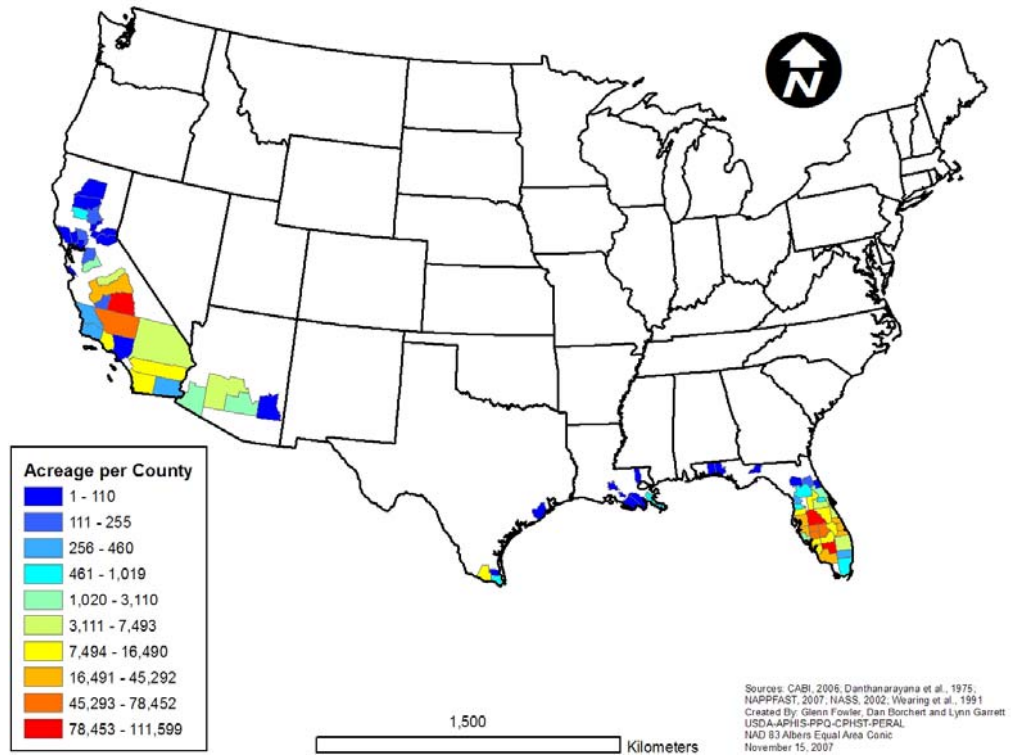 N
Acreage per County
1 - 110
111 - 255
256 - 460
461 - 1,019
1,020 - 3,110
3,111 - 7,493
7,494 - 16,490
16,491 - 45,292
45,293 - 78,452
78,453 - 111,599
1,500
Kilometers
Sources: CABI, 2006; Danthanarayana et al., 1975;
NAPPFAST, 2007; NASS, 2002; Wearing et al., 1991
Created By: Glenn Fowler, Dan Borchert and Lynn Garrett
USDA-APHIS-PPQ-CPHST-PERAL
NAD 83 Albers Equal Area Conic
November 15, 2007